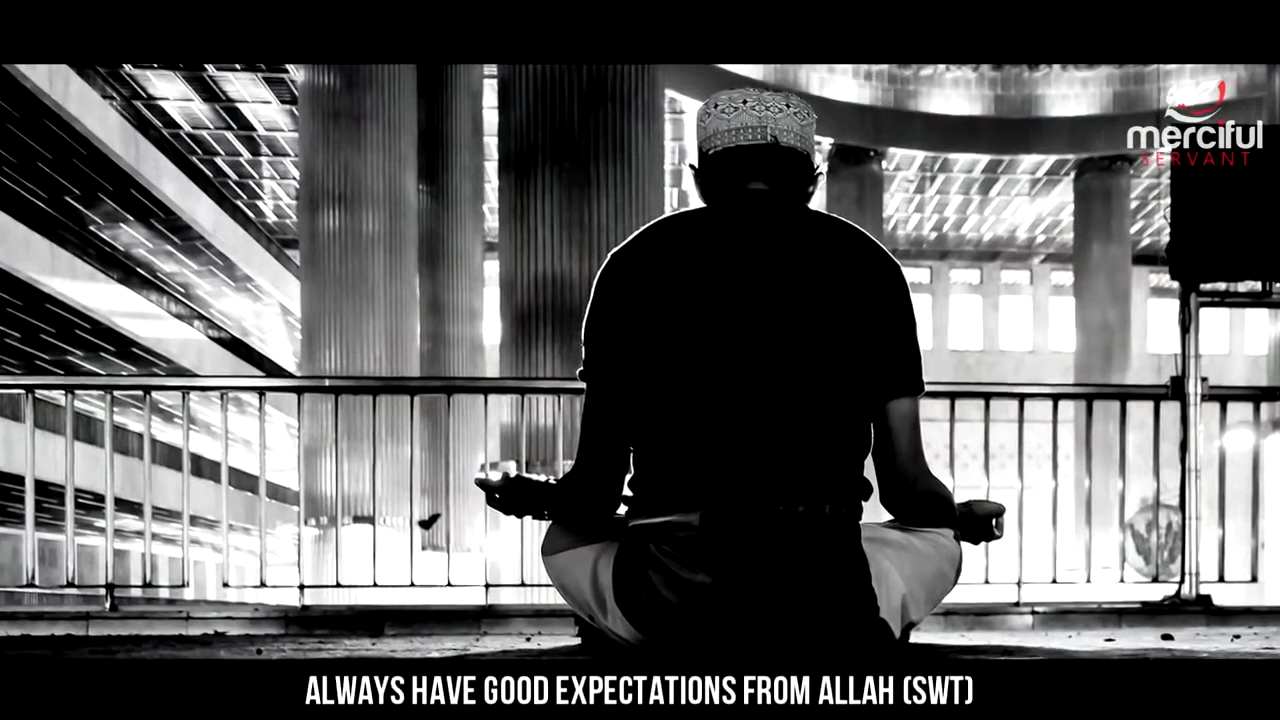 merciful
SERVANT
ALWAYS HAVE GOOD EXPECTATIONS FROM ALLAH (SWT)